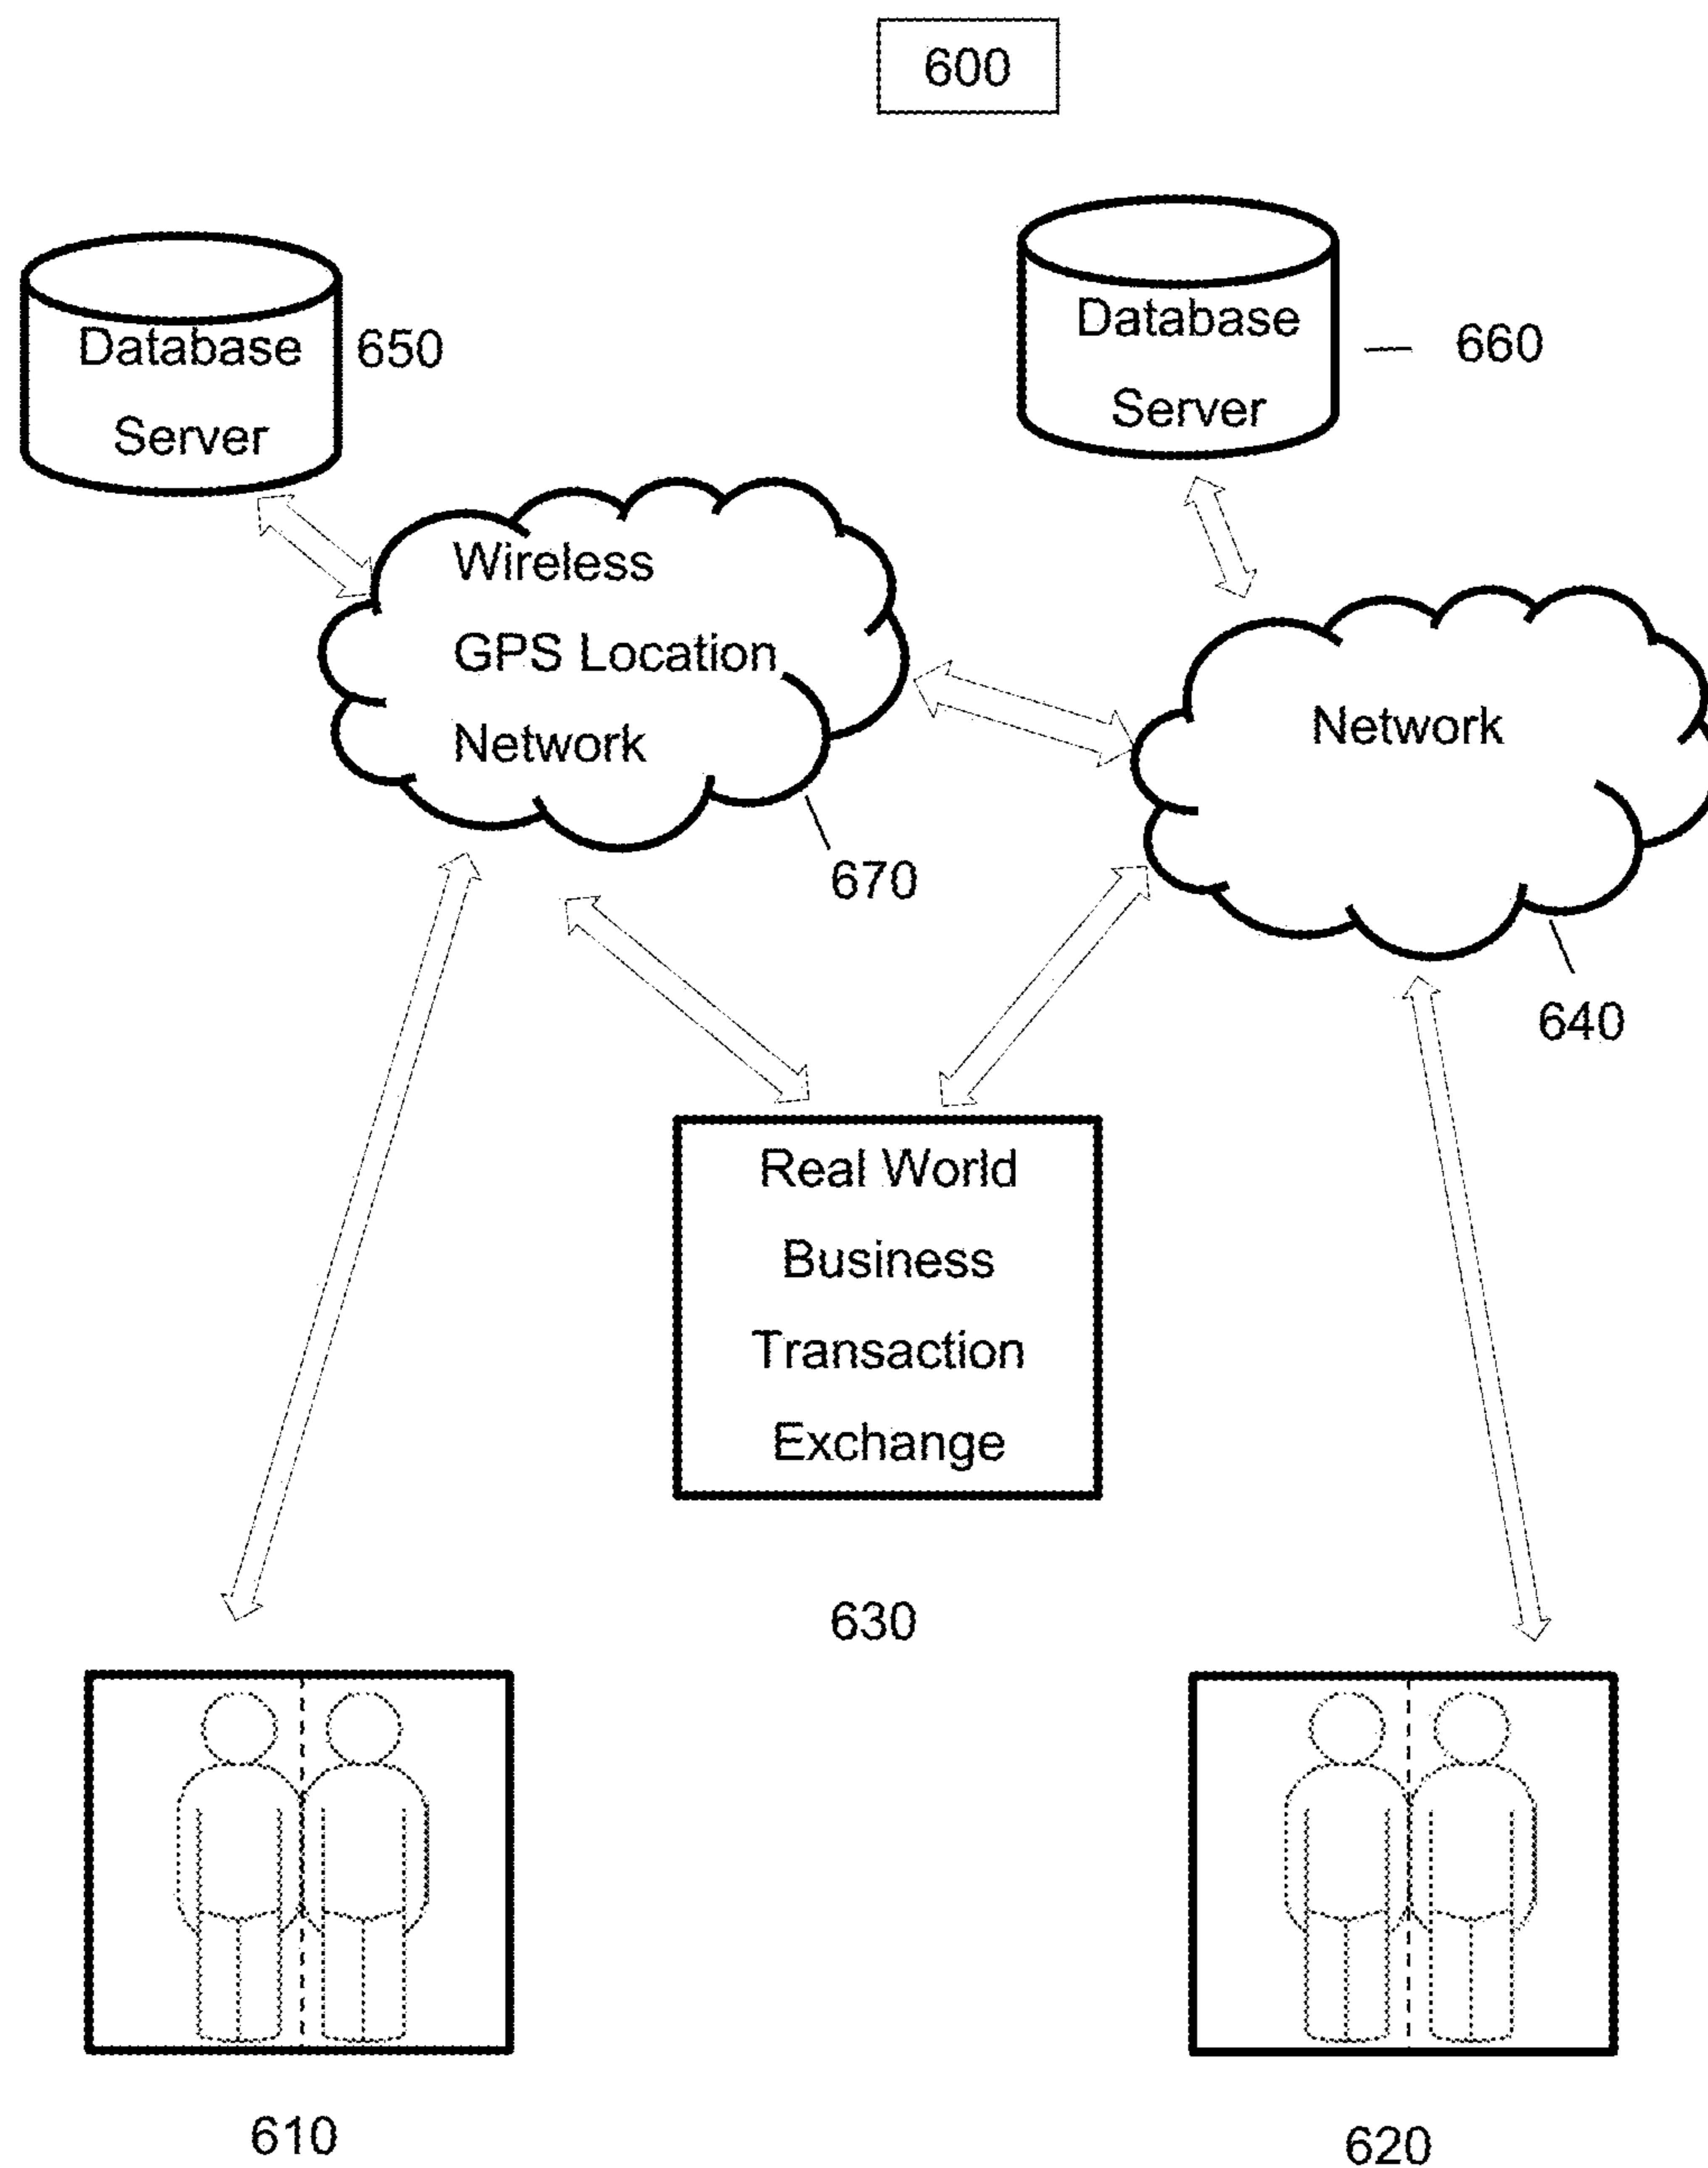 600
Database
Server
650
Database
Server
660
Wireless
GPS Location
Network
670
Network
640
Real World
Business
Transaction
Exchange
630
610
620